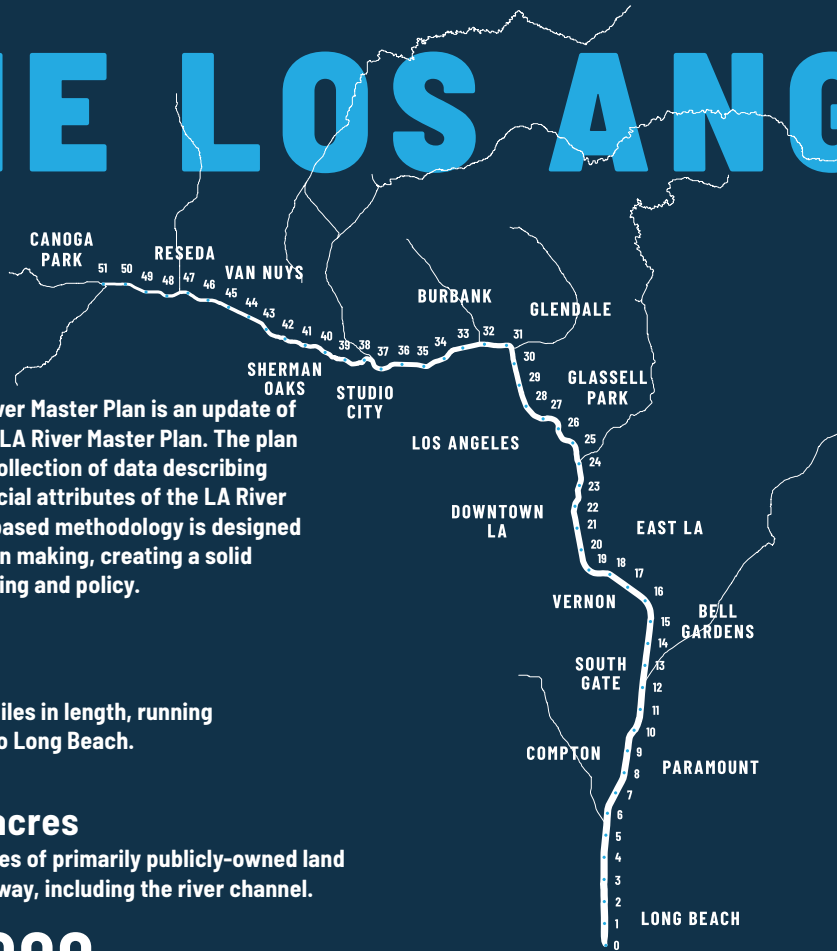 HE LOS ANG
CANOGA
PARK
RESEDA
VAN NUYS
BURBANK
GLENDALE
51 50 49 48 47 46 45 44 43 42 41 40 39 38 37 36 35 34 33 32 31
SHERMAN
OAKS
STUDIO
CITY
30
29
28
27
26
25
24
23
22
21
20
19
18
17
16
15
14
13
12
11
10
9
8
7
6
5
4
3
2
1
0
GLASSELL
PARK
LOS ANGELES
DOWNTOWN
LA
EAST LA
VERNON
BELL
GARDENS
SOUTH
GATE
COMPTON
PARAMOUNT
LONG BEACH
ver Master Plan is an update of
LA River Master Plan. The plan
ollection of data describing
cial attributes of the LA River
based methodology is designed
n making, creating a solid
ing and policy.
iles in length, running
o Long Beach.
acres
es of primarily publicly-owned land
way, including the river channel.